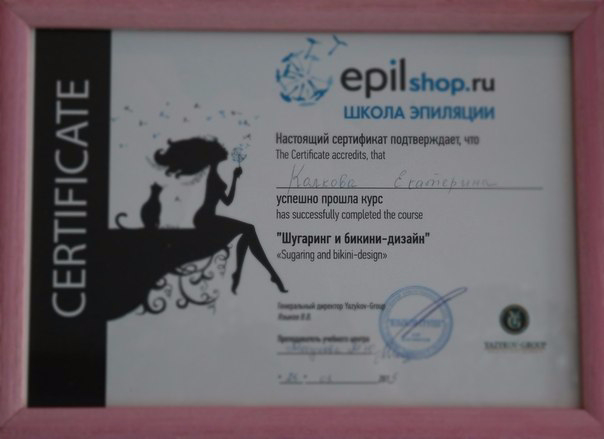 CERTIFICATE
epilshop.ru
ШКОЛА ЭПИЛЯЦИИ
Настоящий сертификат подтверждает, что
The Certificate accredits, that
Калкова Екатерина
успешно прошла курс
has successfully completed the course
"Шугаринг и бикини-дизайн"
«Sugaring and bikini-design»
Генеральный директор Yazykov-Group
Языков И.В
Преподаватель учебного центра
YAZYKOV GROUP